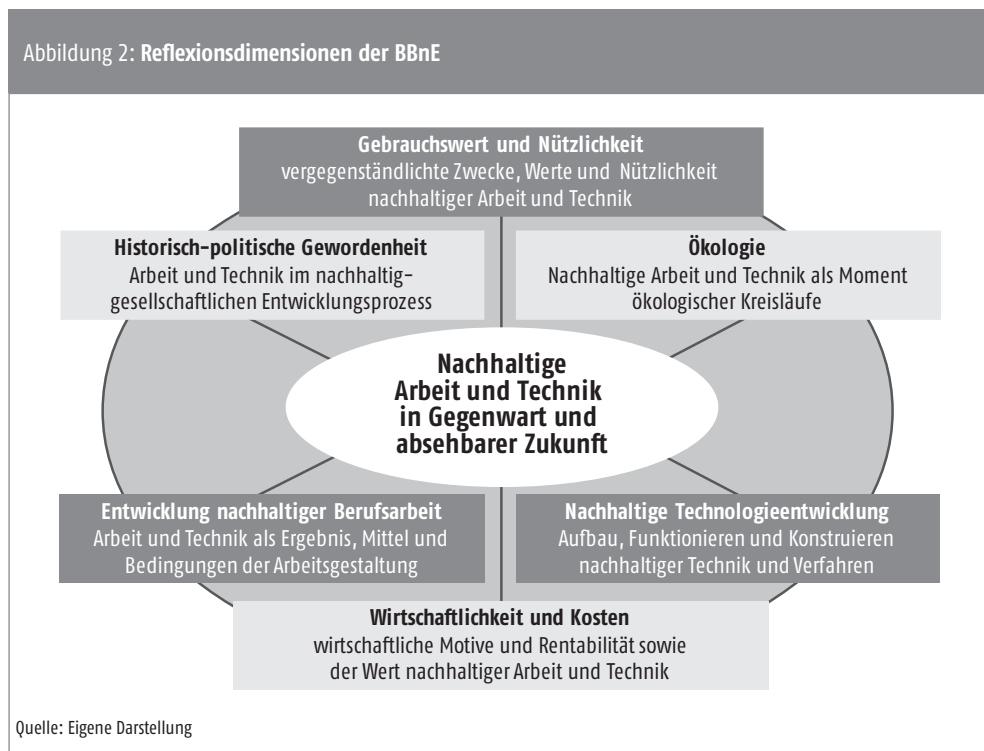 Abbildung 2: Reflexionsdimensionen der BBnE
Gebrauchswert und Nützlichkeit
vergegenständlichte Zwecke, Werte und Nützlichkeit
nachhaltiger Arbeit und Technik
Historisch-politische Gewordenheit
Arbeit und Technik im nachhaltig-
gesellschaftlichen Entwicklungsprozess
Ökologie
Nachhaltige Arbeit und Technik als Moment
ökologischer Kreisläufe
Nachhaltige
Arbeit und Technik
in Gegenwart und
absehbarer Zukunft
Entwicklung nachhaltiger Berufsarbeit
Arbeit und Technik als Ergebnis, Mittel und
Bedingungen der Arbeitsgestaltung
Nachhaltige Technologieentwicklung
Aufbau, Funktionieren und Konstruieren
nachhaltiger Technik und Verfahren
Wirtschaftlichkeit und Kosten
wirtschaftliche Motive und Rentabilität sowie
der Wert nachhaltiger Arbeit und Technik
Quelle: Eigene Darstellung